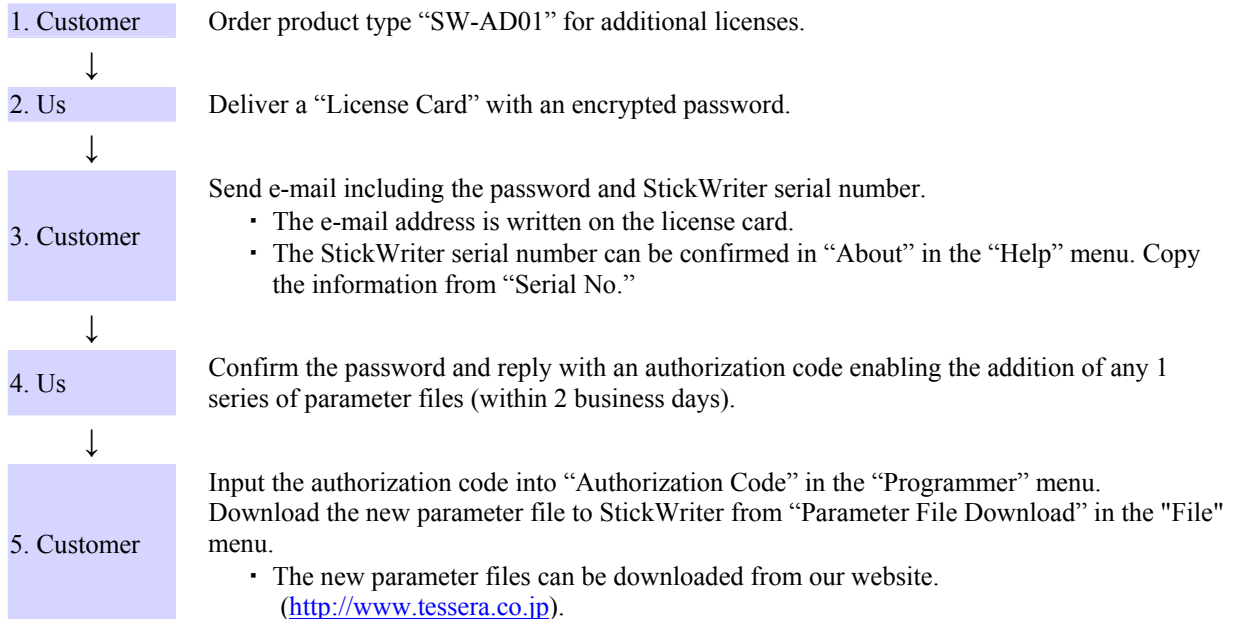 1. Customer
Order product type “SW-AD01” for additional licenses.
↓
2. Us
Deliver a “License Card” with an encrypted password.
↓
3. Customer
Send e-mail including the password and StickWriter serial number.
・ The e-mail address is written on the license card.
・ The StickWriter serial number can be confirmed in “About” in the “Help” menu. Copy
the information from “Serial No.”
↓
4. Us
Confirm the password and reply with an authorization code enabling the addition of any 1
series of parameter files (within 2 business days).
↓
5. Customer
Input the authorization code into “Authorization Code” in the “Programmer” menu.
Download the new parameter file to StickWriter from “Parameter File Download” in the "File"
menu.
・ The new parameter files can be downloaded from our website.
(http://www.tessera.co.jp).